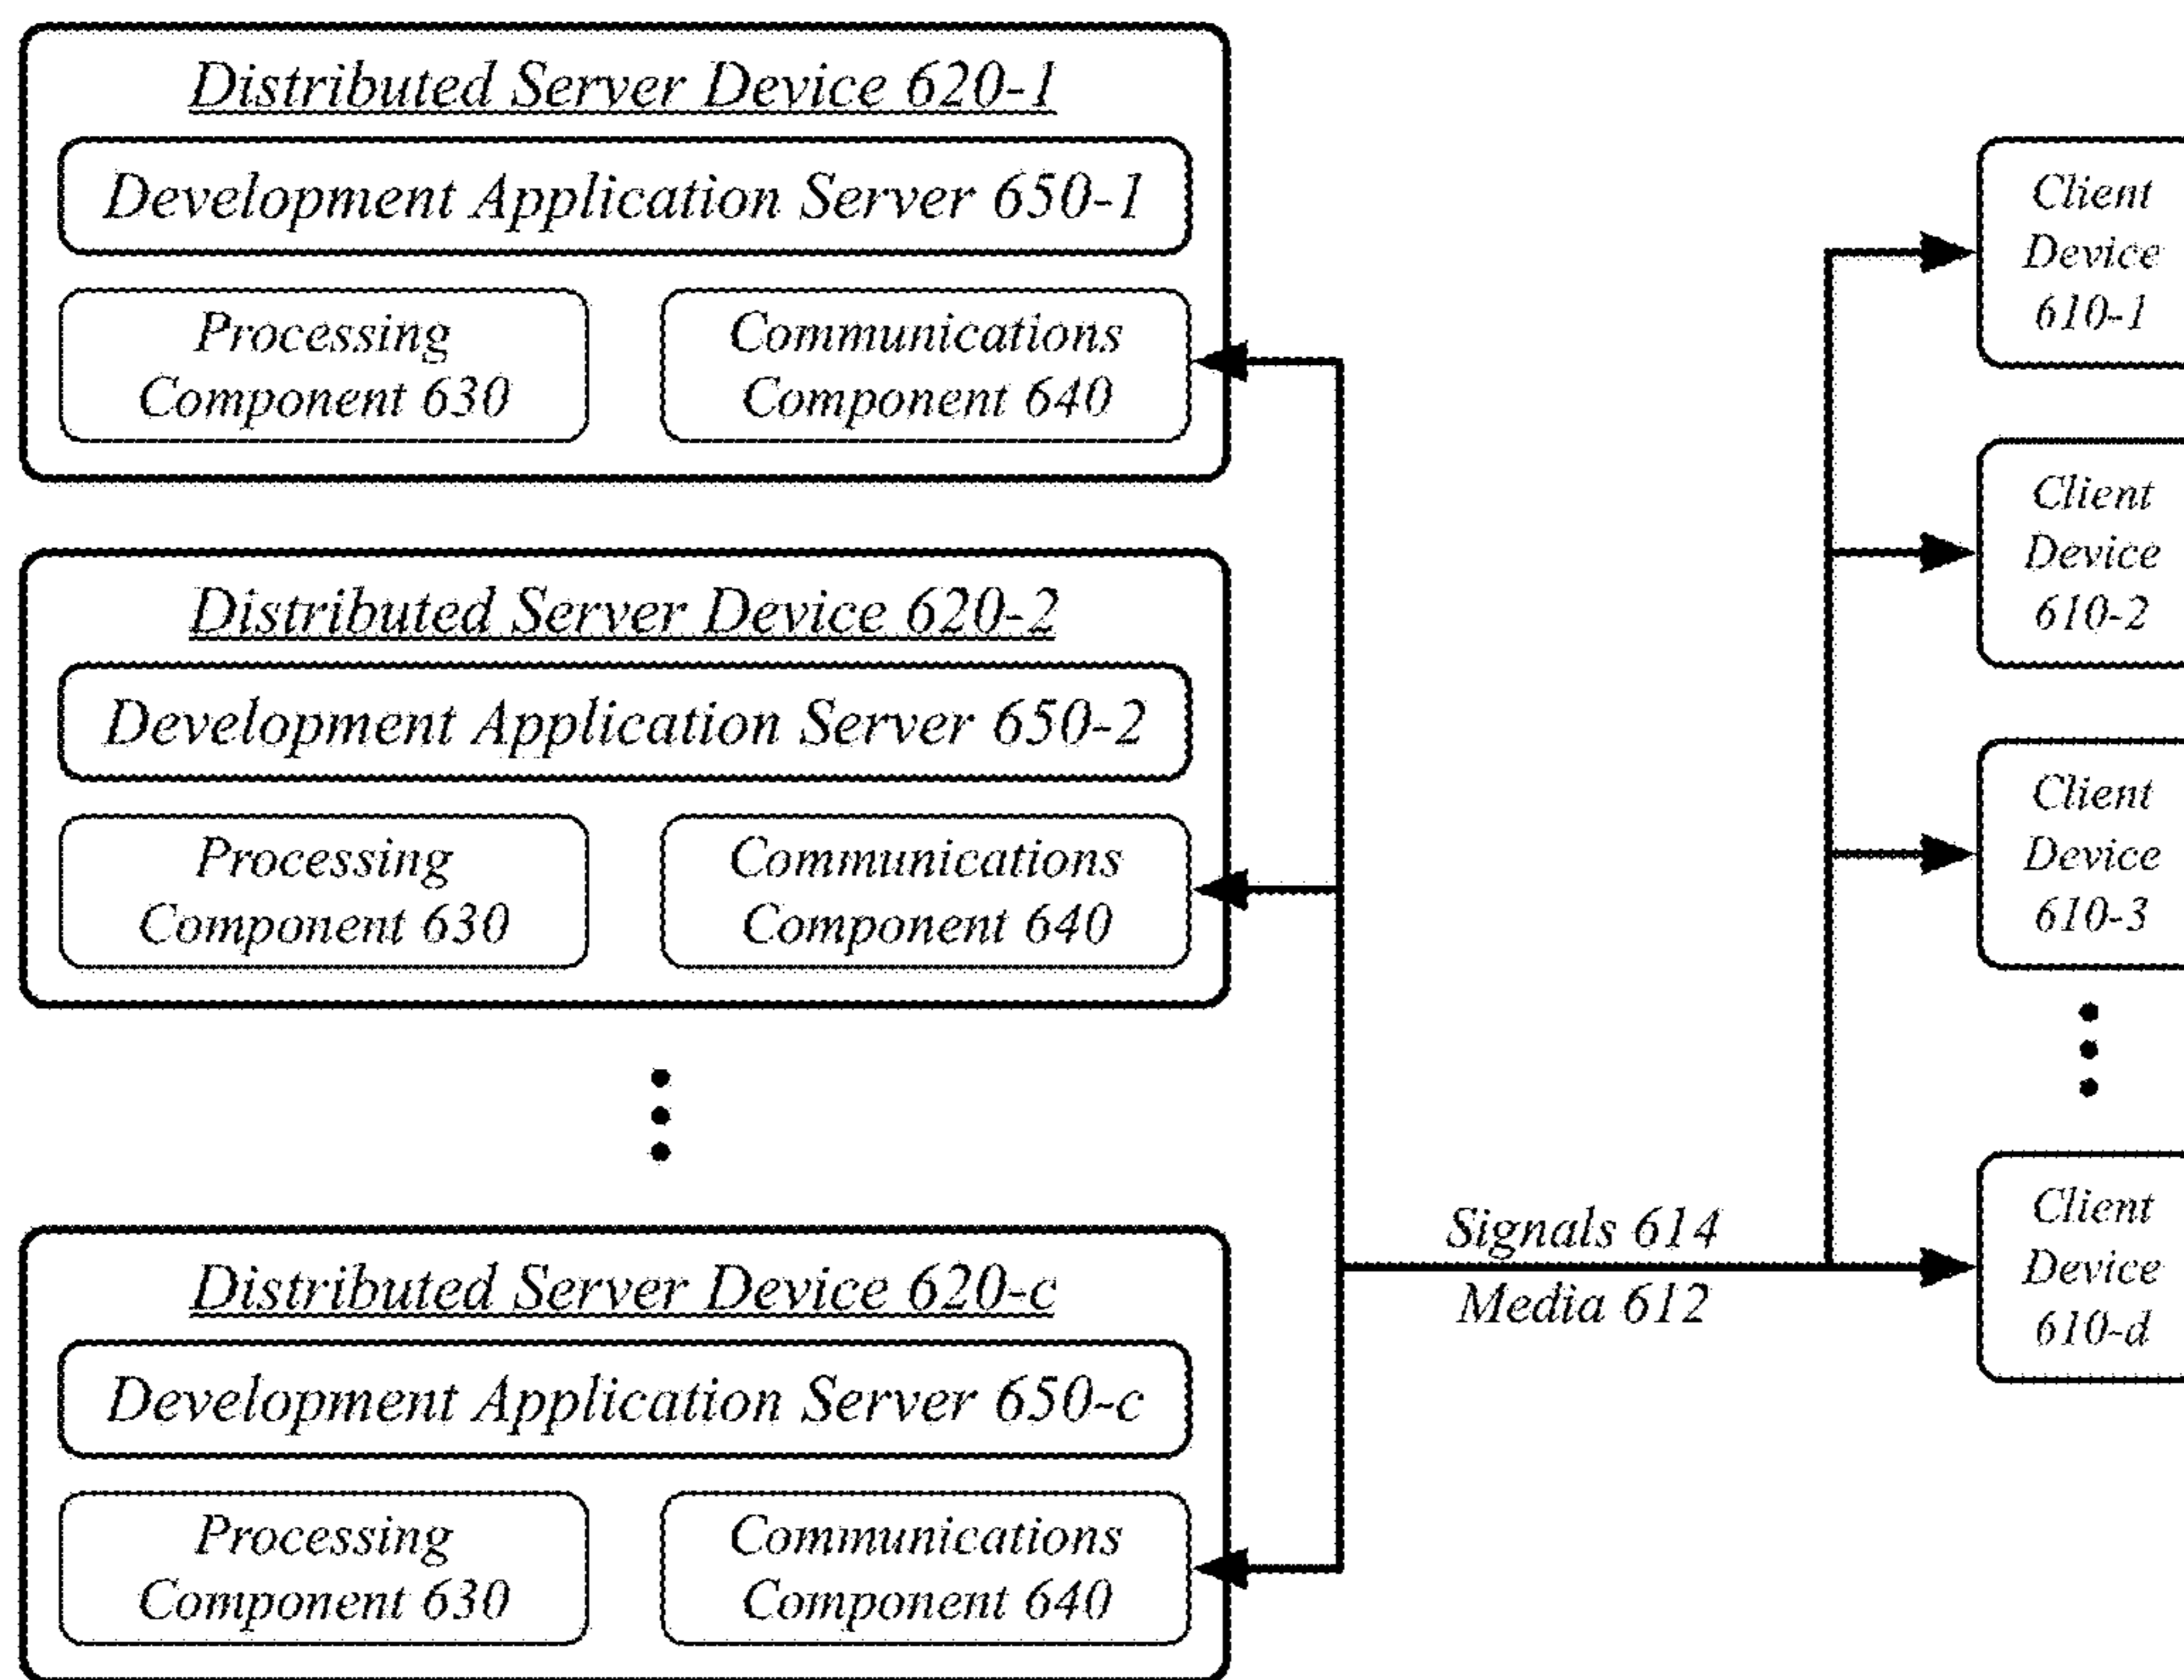 Distributed Server Device 620-1
Development Application Server 650-1
Processing
Component 630
Communications
Component 640
Distributed Server Device 620-2
Development Application Server 650-2
Processing
Component 630
Communications
Component 640
Distributed Server Device 620-c
Development Application Server 650-c
Processing
Component 630
Communications
Component 640
Signals 614
Media 612
Client
Device
610-1
Client
Device
610-2
Client
Device
610-3
Client
Device
610-d